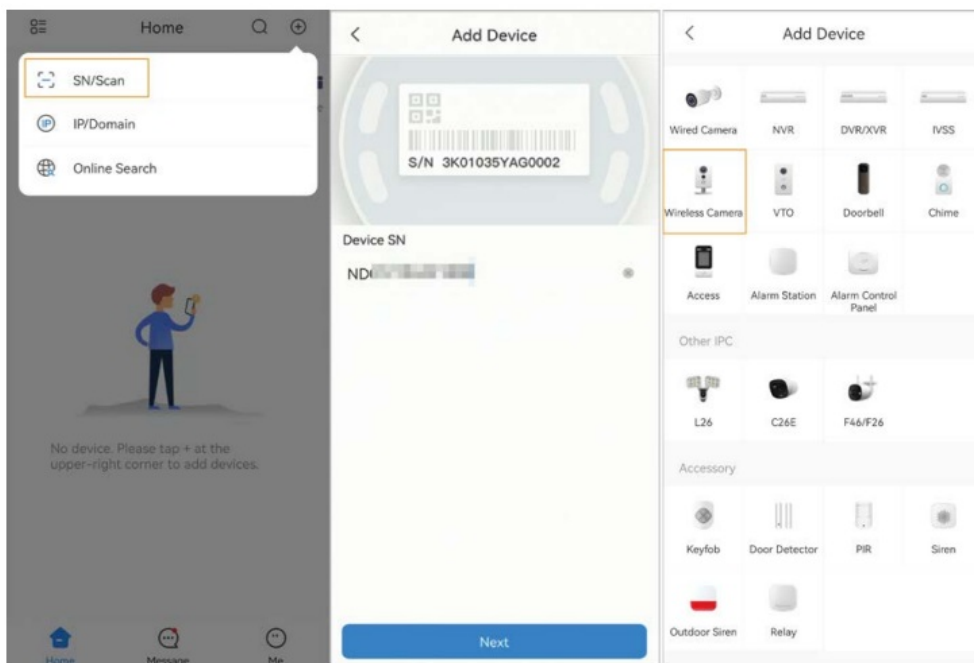 Home
SN/Scan
IP/Domain
Online Search
No device. Please tap + at the
upper-right corner to add devices.
Home
Message
Me
Add Device
S/N 3K01035YAG0002
Device SN
Next
Add Device
Wired Camera
NVR
DVR/XVR
IVSS
Wireless Camera
VTO
Doorbell
Chime
Access
Alarm Station
Alarm Control
Panel
Other IPC
L26
C26E
F46/F26
Accessory
Keyfob
Door Detector
PIR
Siren
Outdoor Siren
Relay